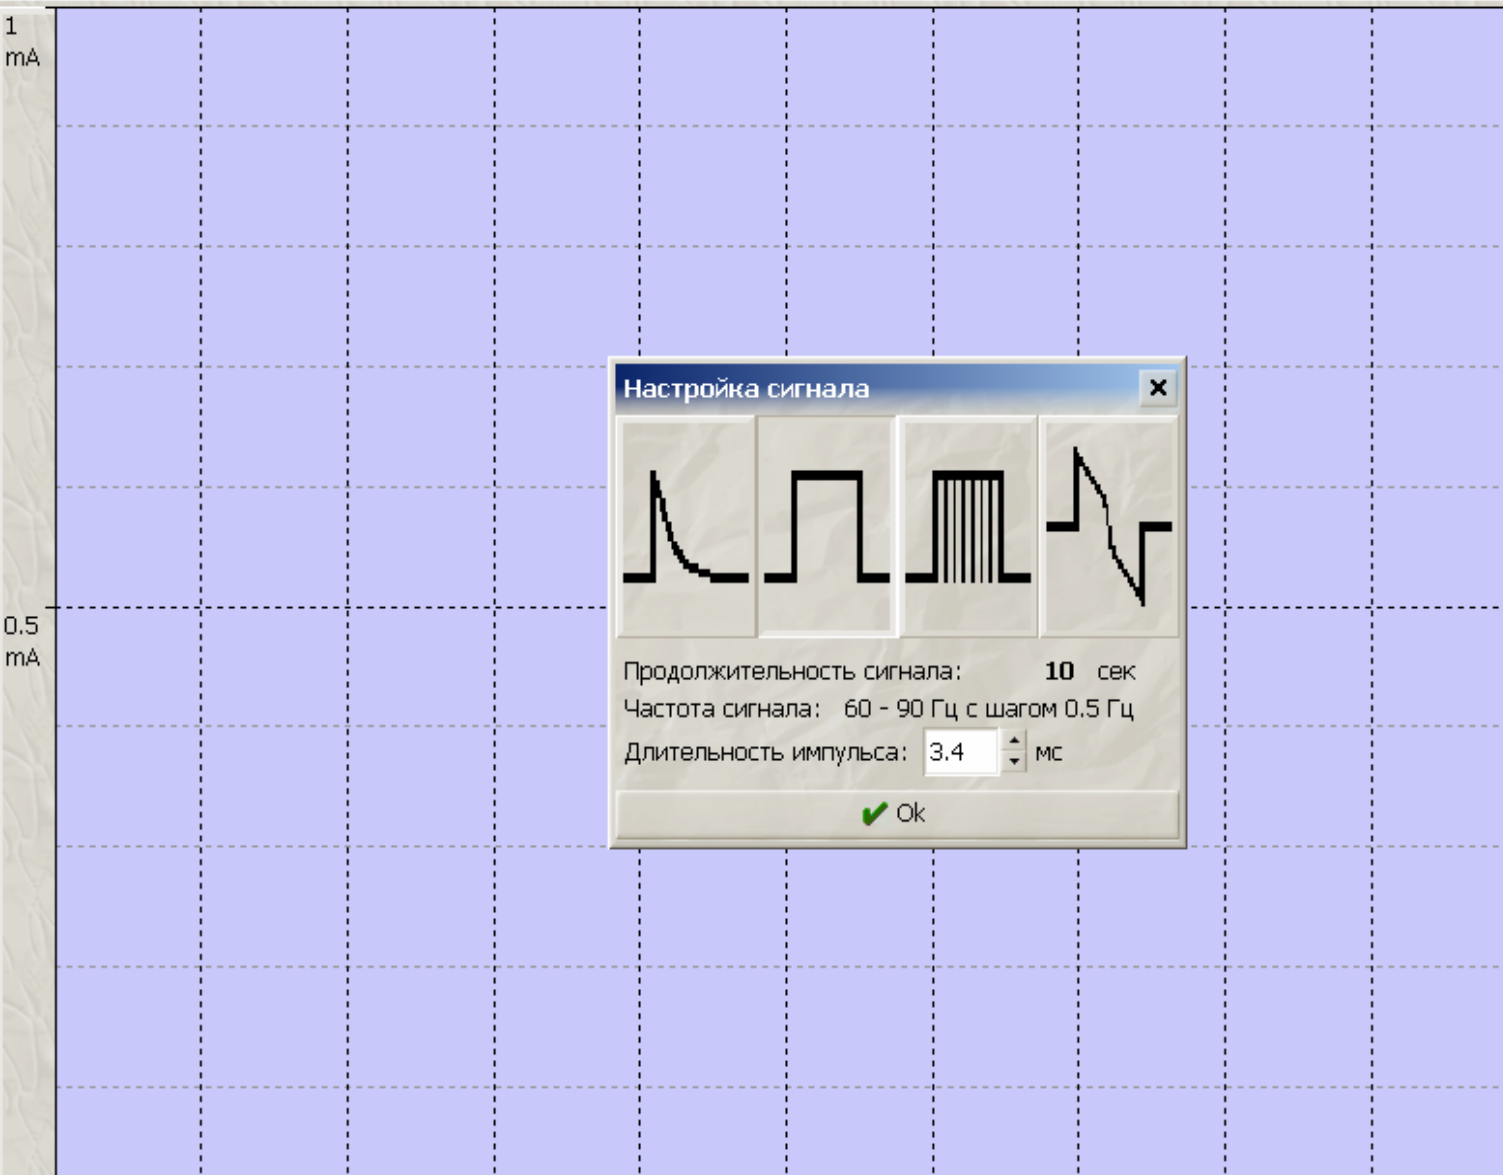 1
mA
Настройка сигнала
0.5
mA
Продолжительность сигнала: 10 сек
Частота сигнала: 60 - 90 Гц с шагом 0.5 Гц
Длительность импульса: 3.4 мс
Ok